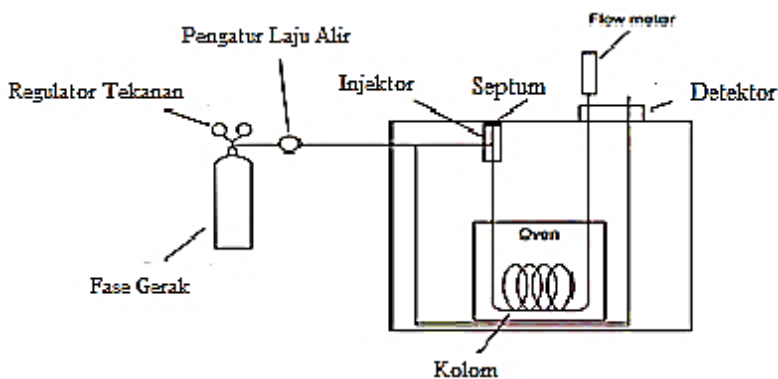 Flow meter
Pengatur Laju Alir
Injektor
Septum
Detektor
Regulator Tekanan
Oven
Fase Gerak
Kolom